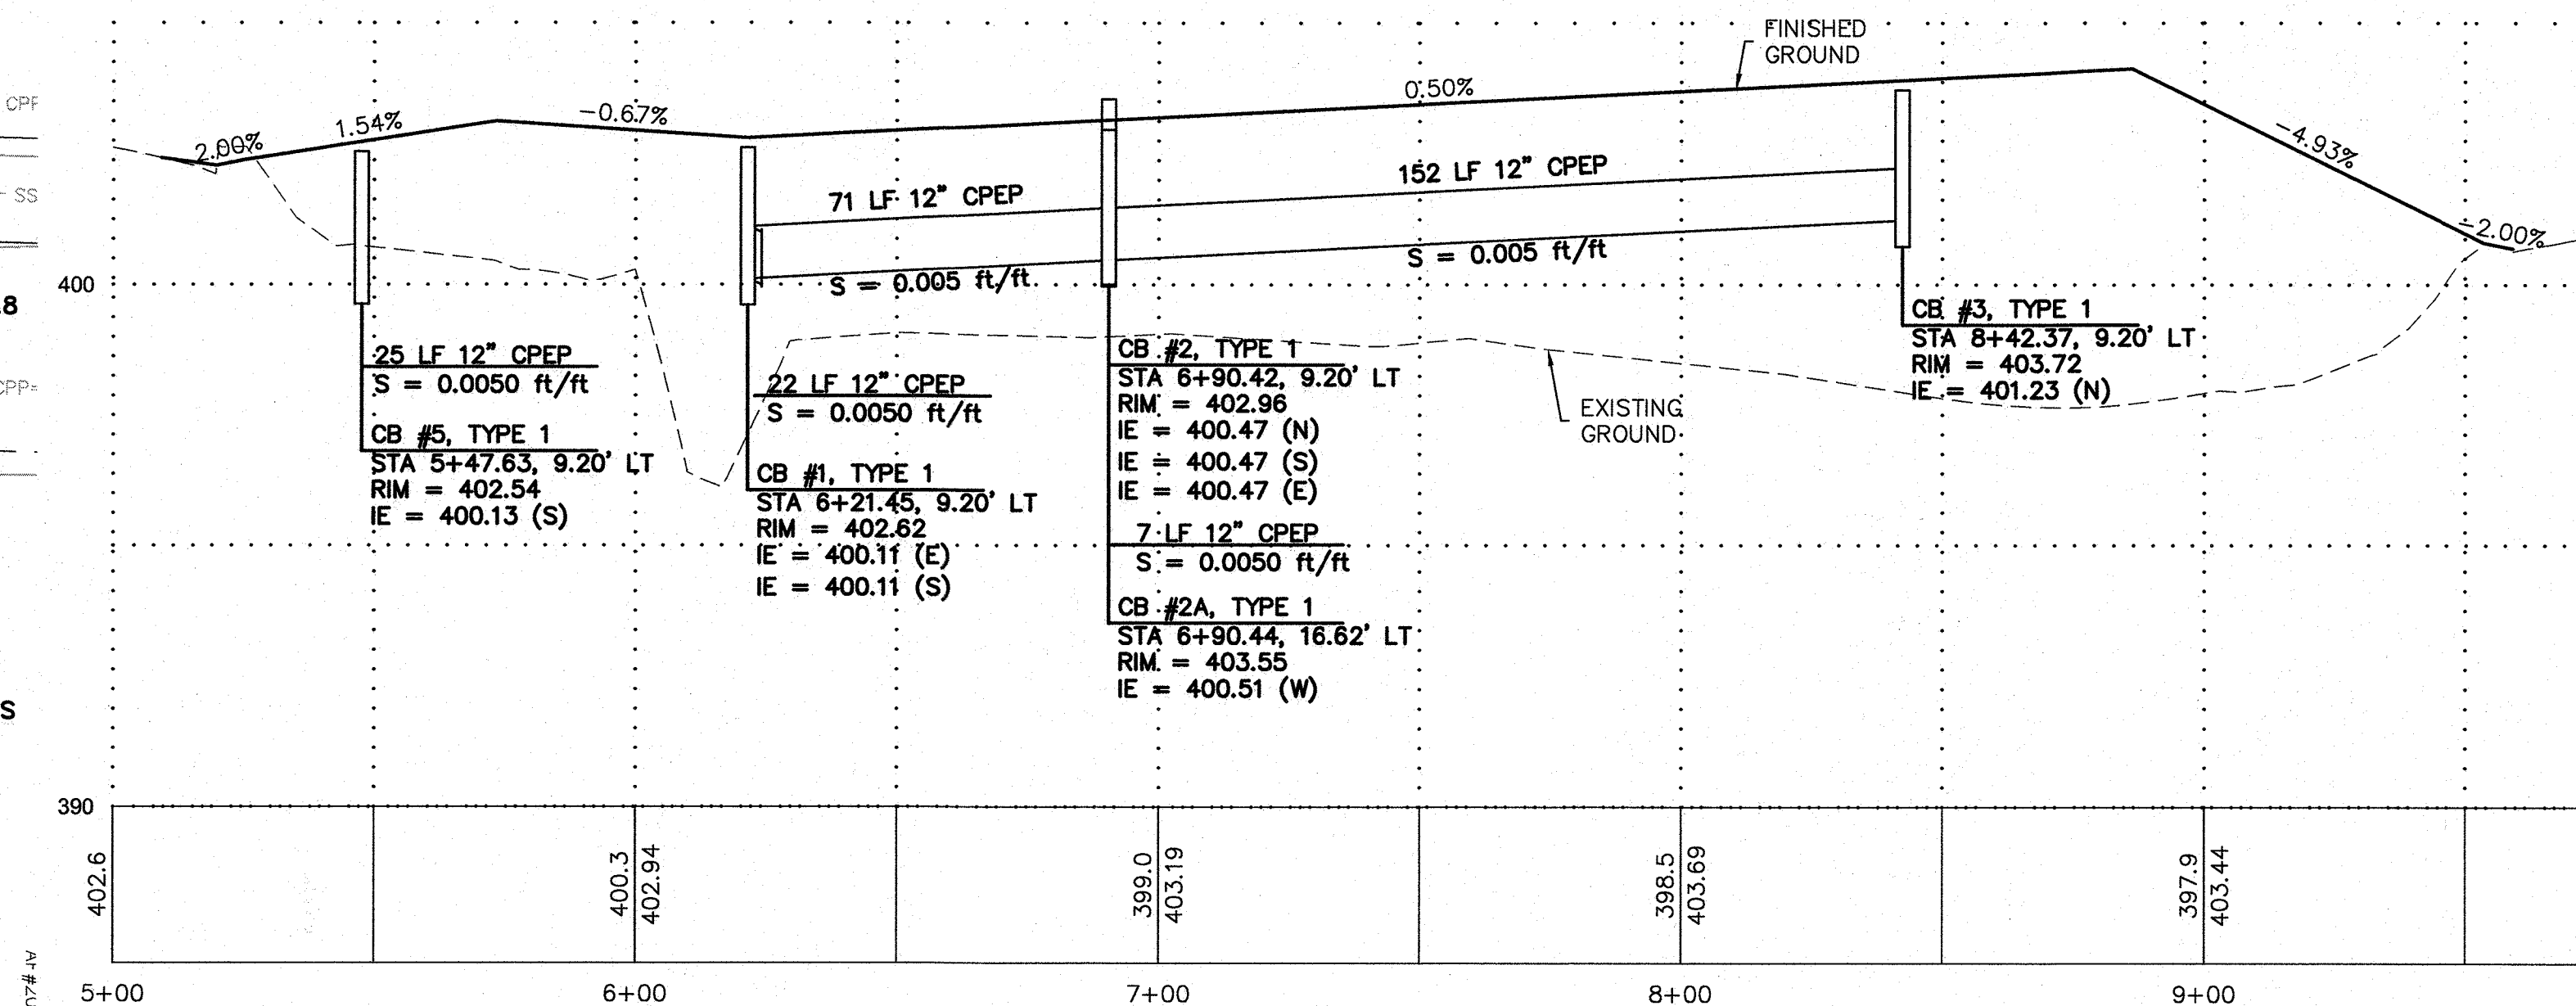 FINISHED
GROUND
CPF
2.00%
1.54%
-0.67%
0.50%
-4.93%
-2.00%
SS
71 LF 12" CPEP
152 LF 12" CPEP
S = 0.005 ft/ft
S = 0.005 ft/ft
400
8
25 LF 12" CPEP
S = 0.0050 ft/ft
CB #5, TYPE 1
STA 5+47.63, 9.20' LT
RIM = 402.54
IE = 400.13 (S)
22 LF 12" CPEP
S = 0.0050 ft/ft
CB #1, TYPE 1
STA 6+21.45, 9.20' LT
RIM = 402.62
IE = 400.11 (E)
IE = 400.11 (S)
CB #2, TYPE 1
STA 6+90.42, 9.20' LT
RIM = 402.96
IE = 400.47 (N)
IE = 400.47 (S)
IE = 400.47 (E)
7 LF 12" CPEP
S = 0.0050 ft/ft
CB #2A, TYPE 1
STA 6+90.44, 16.62' LT
RIM = 403.55
IE = 400.51 (W)
EXISTING
GROUND
CB #3, TYPE 1
STA 8+42.37, 9.20' LT
RIM = 403.72
IE = 401.23 (N)
CPP=
S
390
402.6
400.3
402.94
399.0
403.19
398.5
403.69
397.9
403.44
5+00
6+00
7+00
8+00
9+00